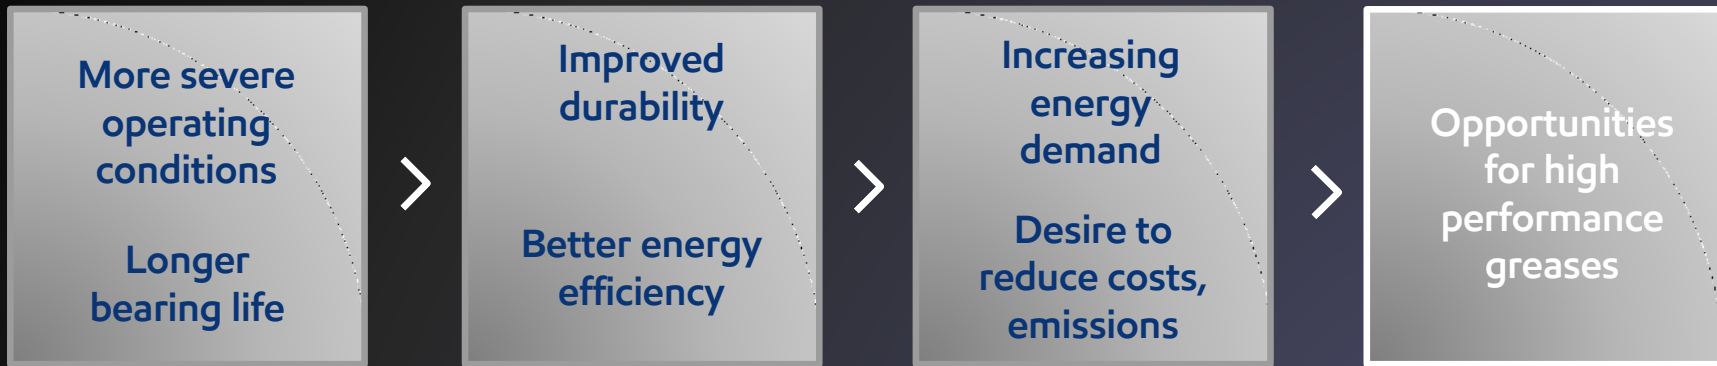 More severe
operating
conditions
Longer
bearing life
Improved
durability
Better energy
efficiency
Increasing
energy
demand
Desire to
reduce costs,
emissions
Opportunities
for high
performance
greases